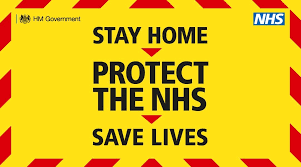 HM Government
NHS
STAY HOME
PROTECT
THE NHS
SAVE LIVES